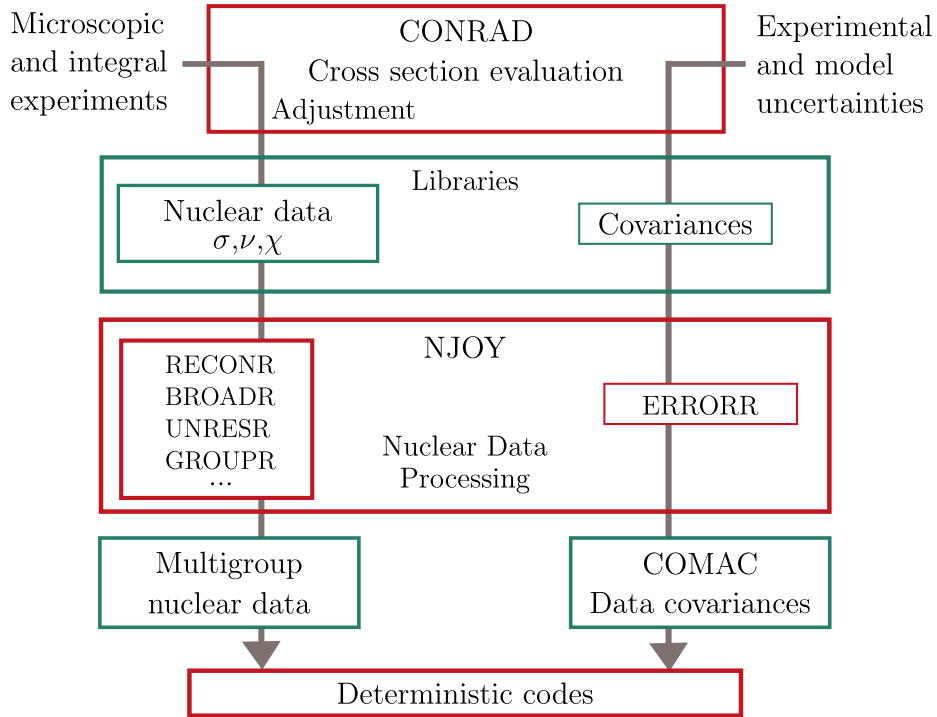 Microscopic
and integral
experiments
CONRAD
Cross section evaluation
Adjustment
Experimental
and model
uncertainties
Libraries
Nuclear data
σ,ν,χ
Covariances
NJOY
RECONR
BROADR
UNRESR
GROUPR
...
ERRORR
Nuclear Data
Processing
Multigroup
nuclear data
COMAC
Data covariances
Deterministic codes